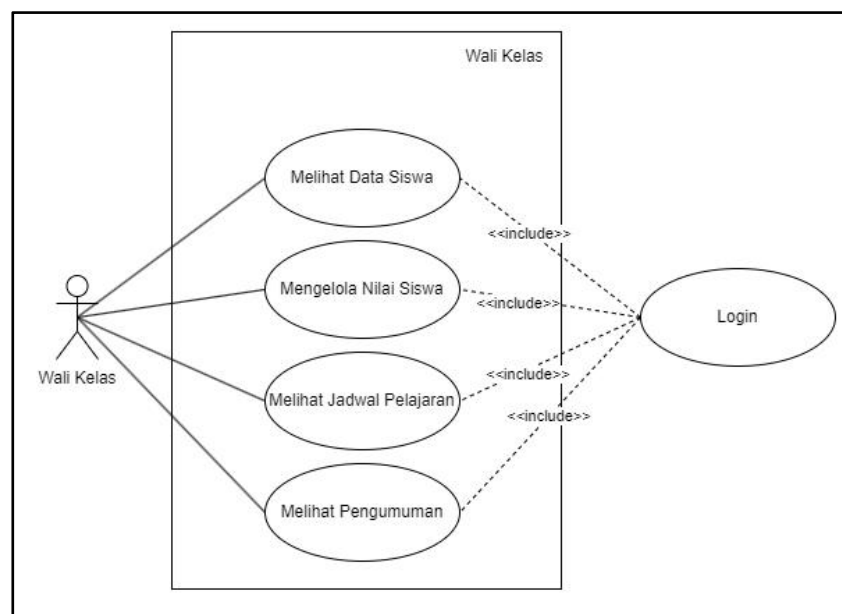 Wali Kelas
Melihat Data Siswa
<<include>>
Mengelola Nilai Siswa
<<include>>
Login
Wali Kelas
<<include>>
Melihat Jadwal Pelajaran
<<include>>
Melihat Pengumuman